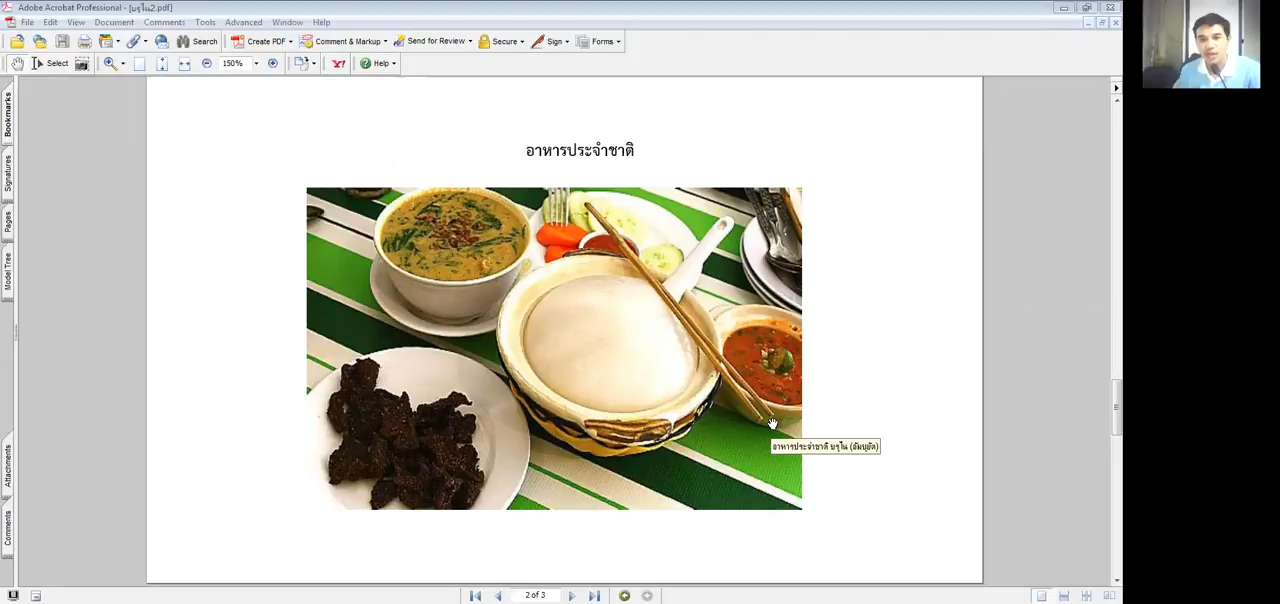 Adobe Acrobat Professional - [บรูไน2.pdf]
File Edit View Document Comments Tools Advanced Window Help
Search Create PDF Comment & Markup Send for Review Secure Sign Forms
Select 150% Y! Help
Bookmarks
Signatures
Pages
Model Tree
Attachments
Comments
อาหารประจำชาติ
อาหารประจำชาติ บรูไน (อัมบูยัต)
2 of 3